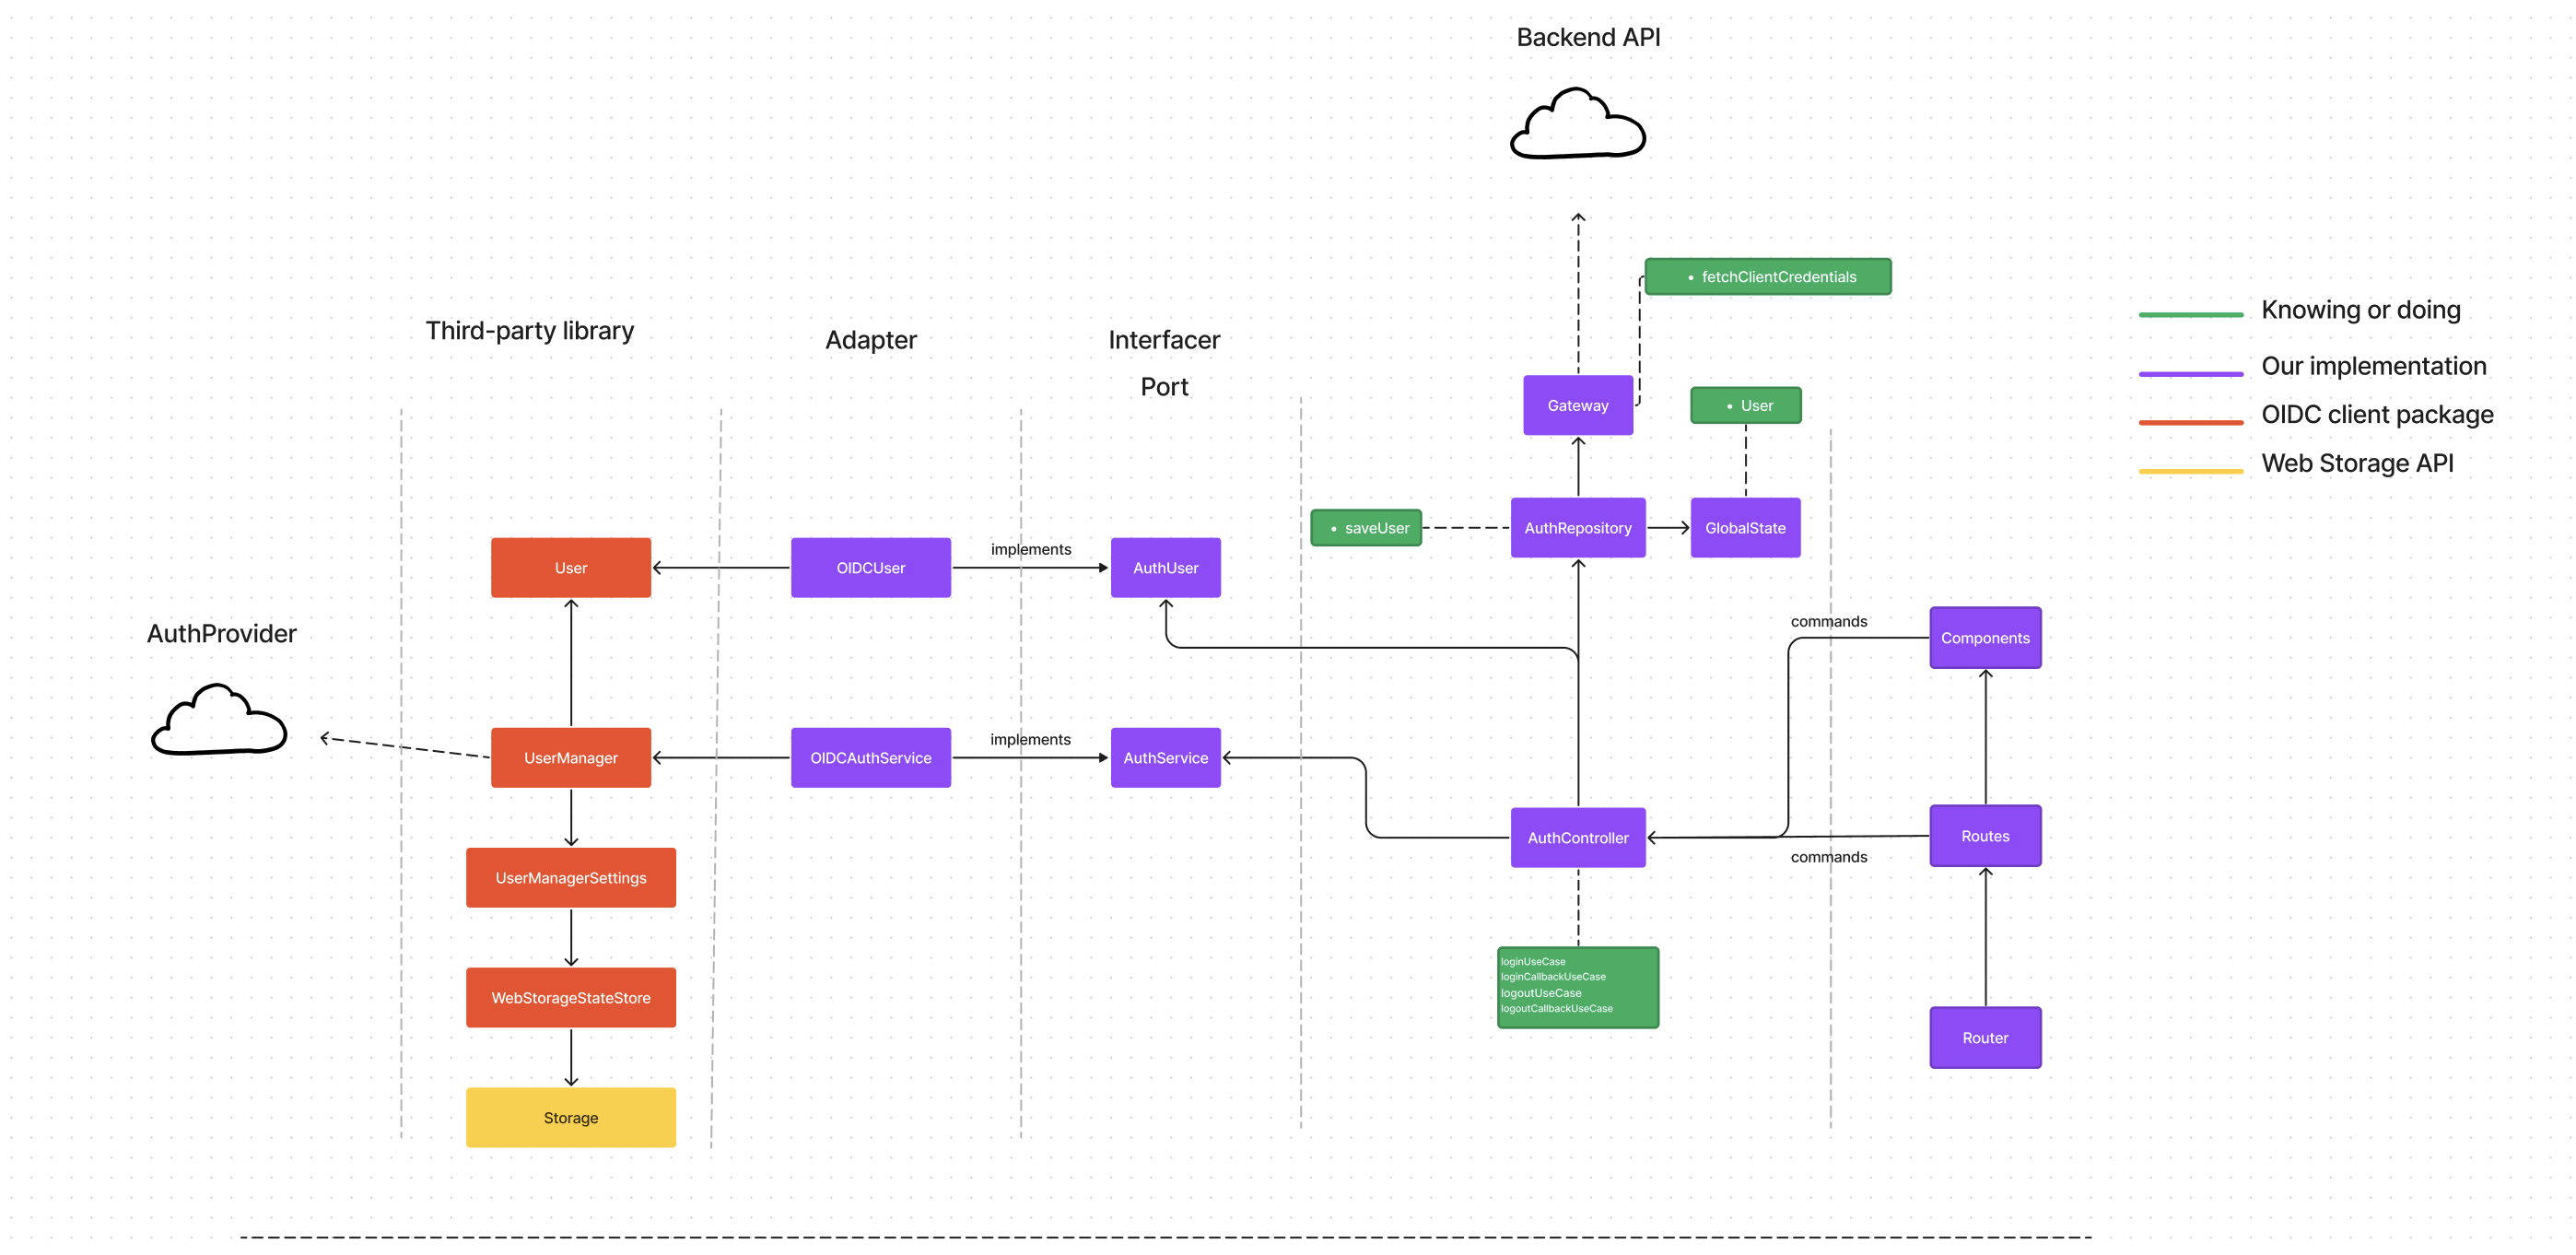 Backend API
• fetchClientCredentials
Third-party library
Adapter
Interfacer
Port
Gateway
• User
Knowing or doing
Our implementation
OIDC client package
Web Storage API
• saveUser
AuthRepository
GlobalState
User
OIDCUser
implements
AuthUser
AuthProvider
commands
Components
UserManager
OIDCAuthService
implements
AuthService
AuthController
commands
Routes
UserManagerSettings
loginUseCase
loginCallbackUseCase
logoutUseCase
logoutCallbackUseCase
WebStorageStateStore
Router
Storage